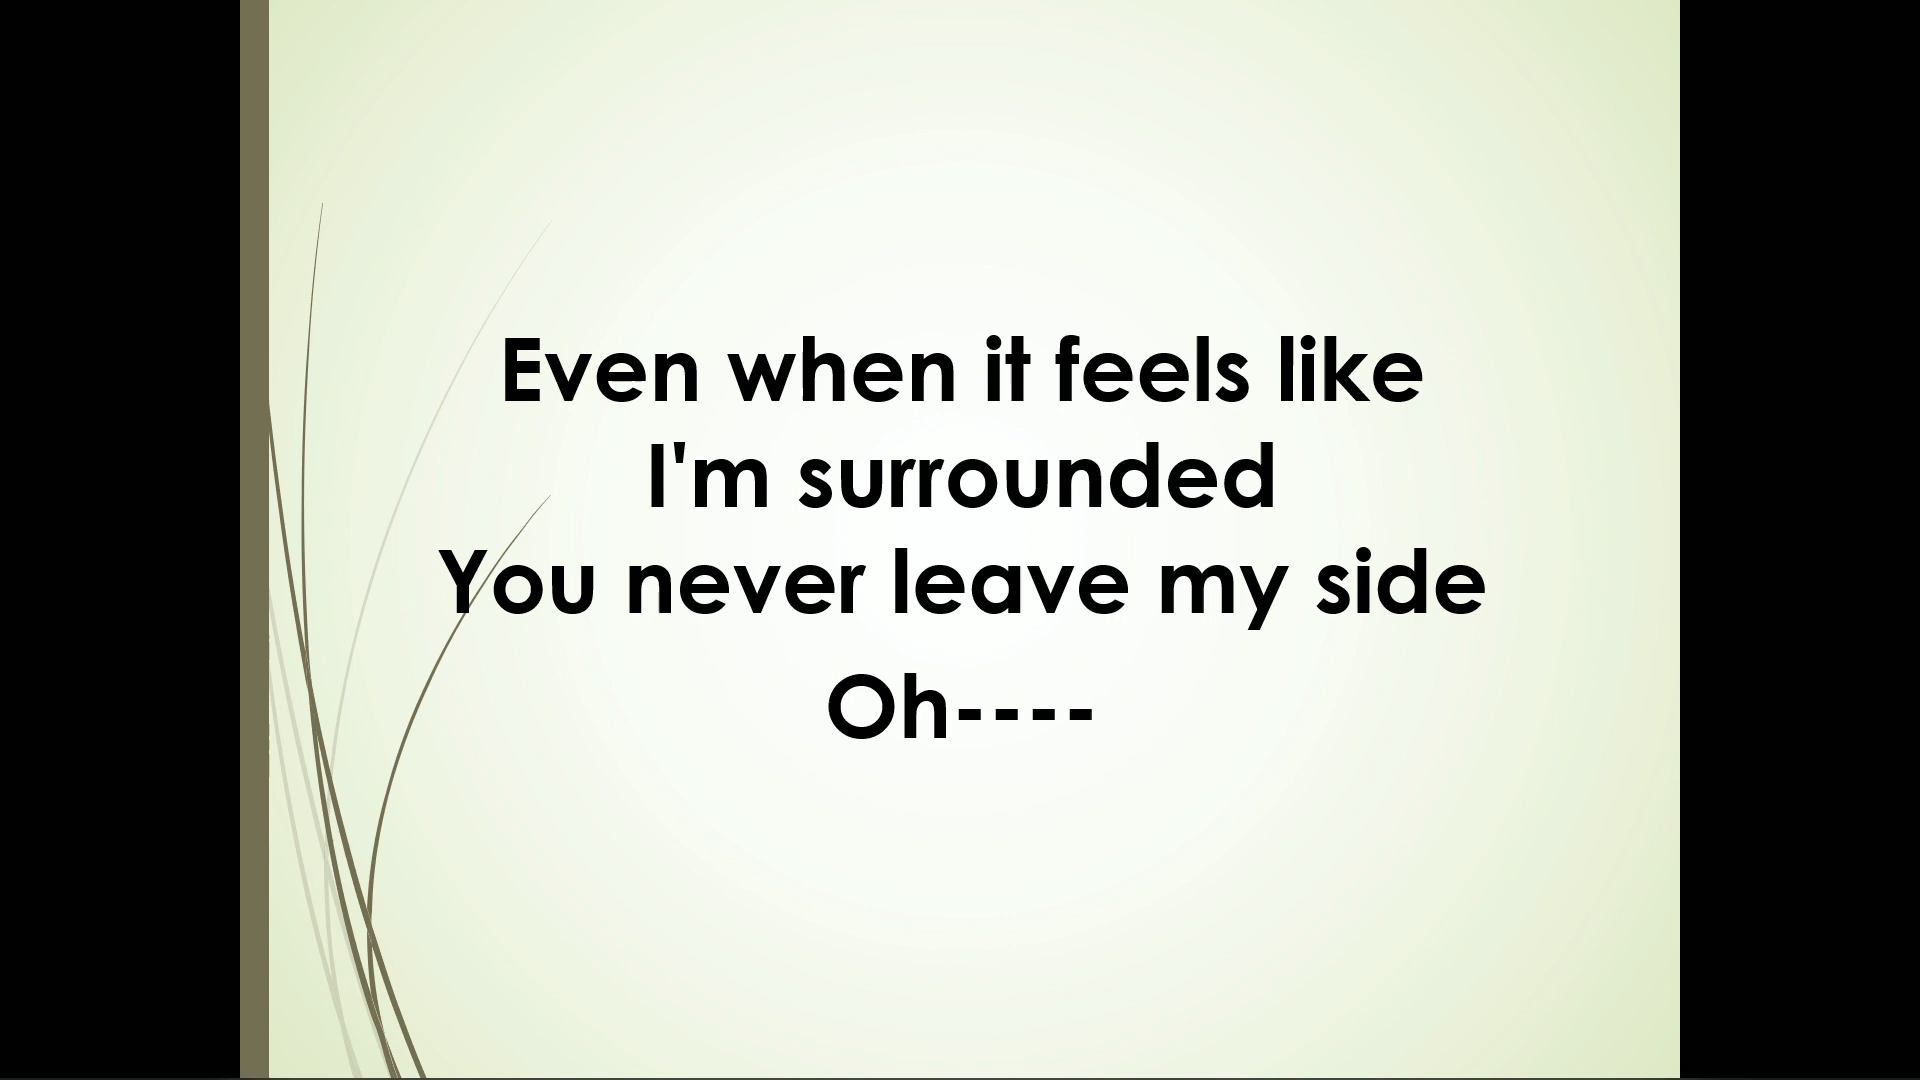 Even when it feels like
I'm surrounded
You never leave my side
Oh----